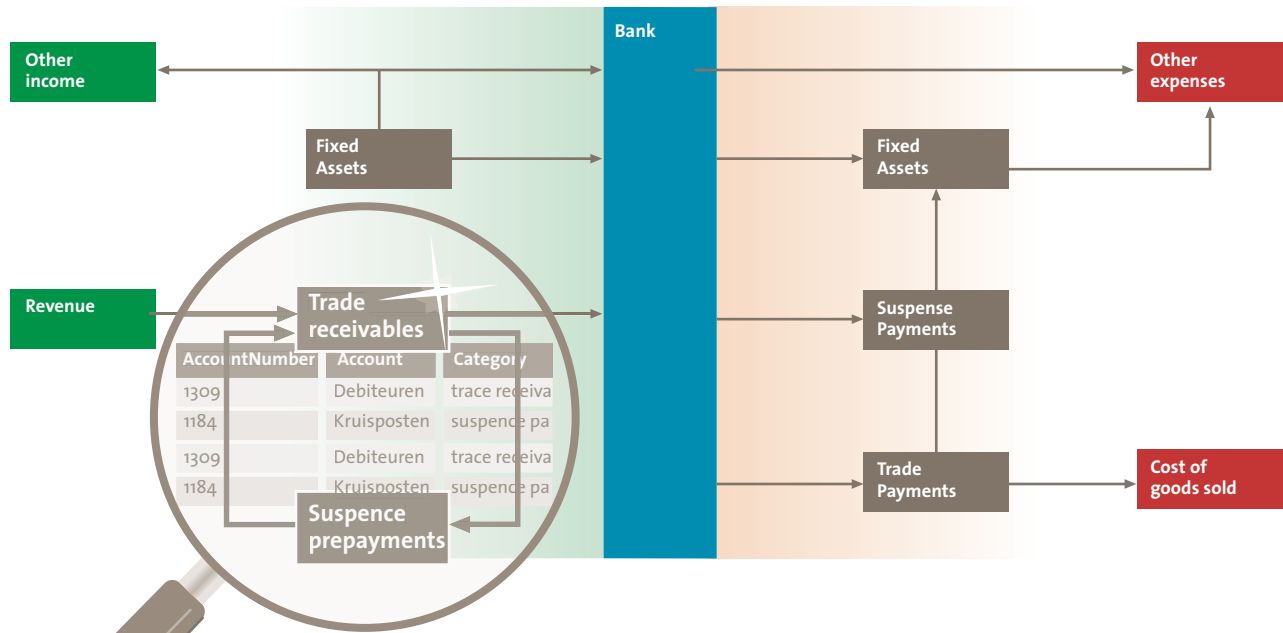 Bank
Other
income
Other
expenses
Fixed
Assets
Fixed
Assets
Revenue
Trade
receivables
Suspense
Payments
AccountNumber Account Category
1309 Debiteuren trace receiva
1184 Kruisposten suspence pa
1309 Debiteuren trace receiva
1184 Kruisposten suspence pa
Trade
Payments
Cost of
goods sold
Suspence
prepayments